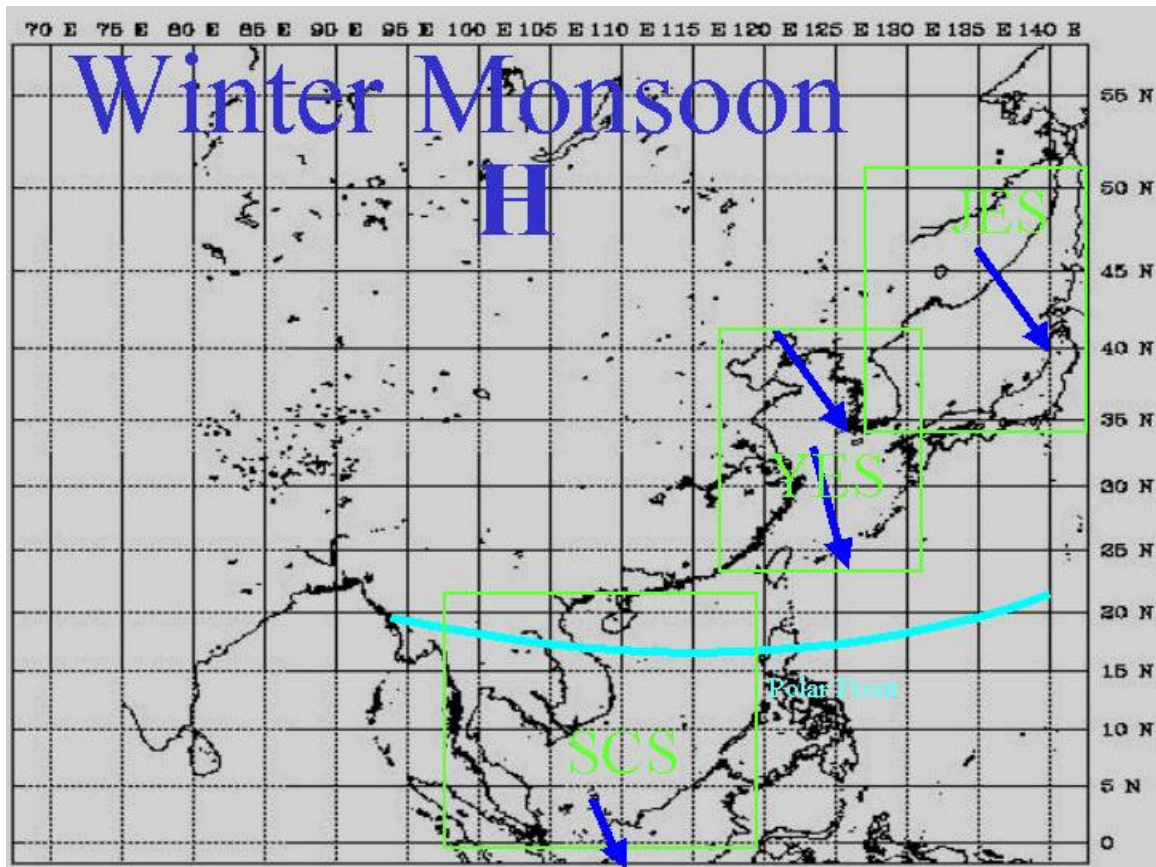 70 E 75 E 80 E 85 E 90 E 95 E 100 E 105 E 110 E 115 E 120 E 125 E 130 E 135 E 140 E
Winter Monsoon
55 N
H
50 N
JES
45 N
40 N
35 N
YES
30 N
25 N
20 N
15 N
Polar Front
10 N
SCS
5 N
0